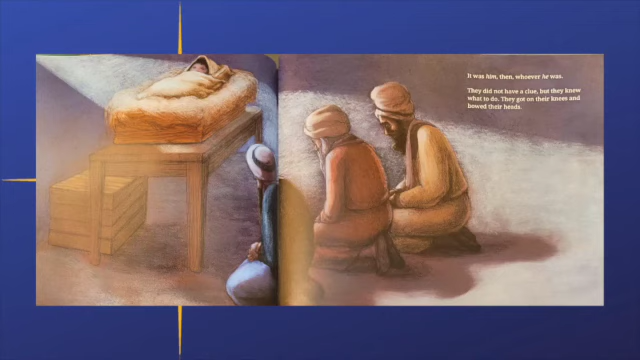 It was him, then, whoever he was.
They did not have a clue, but they knew
what to do. They got on their knees and
bowed their heads.